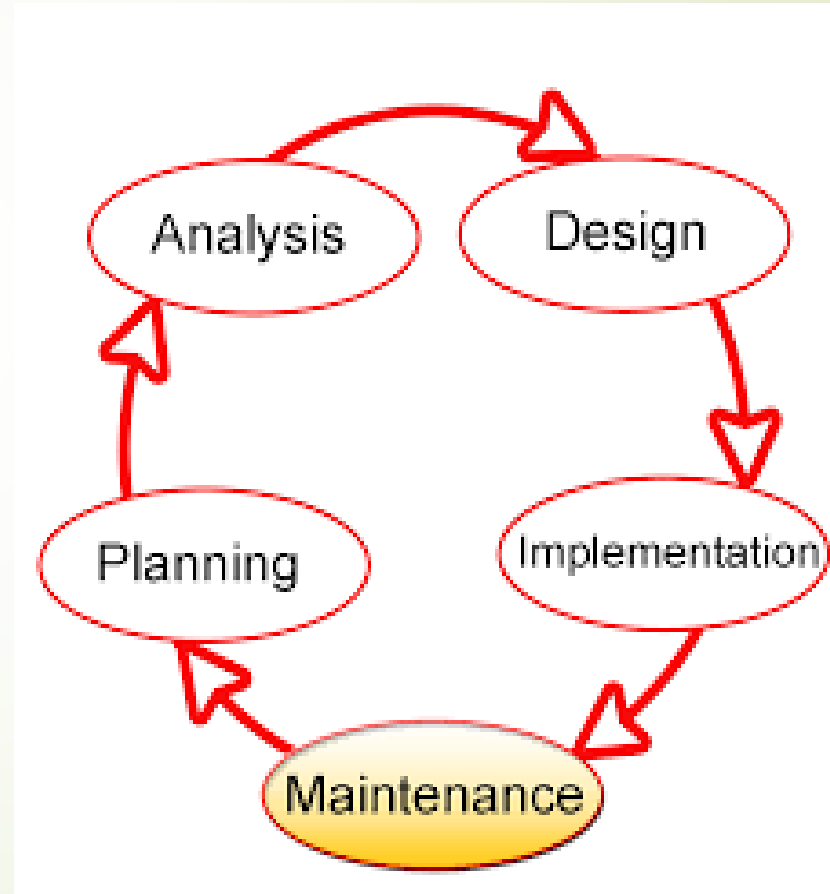 Analysis
Design
Planning
Implementation
Maintenance